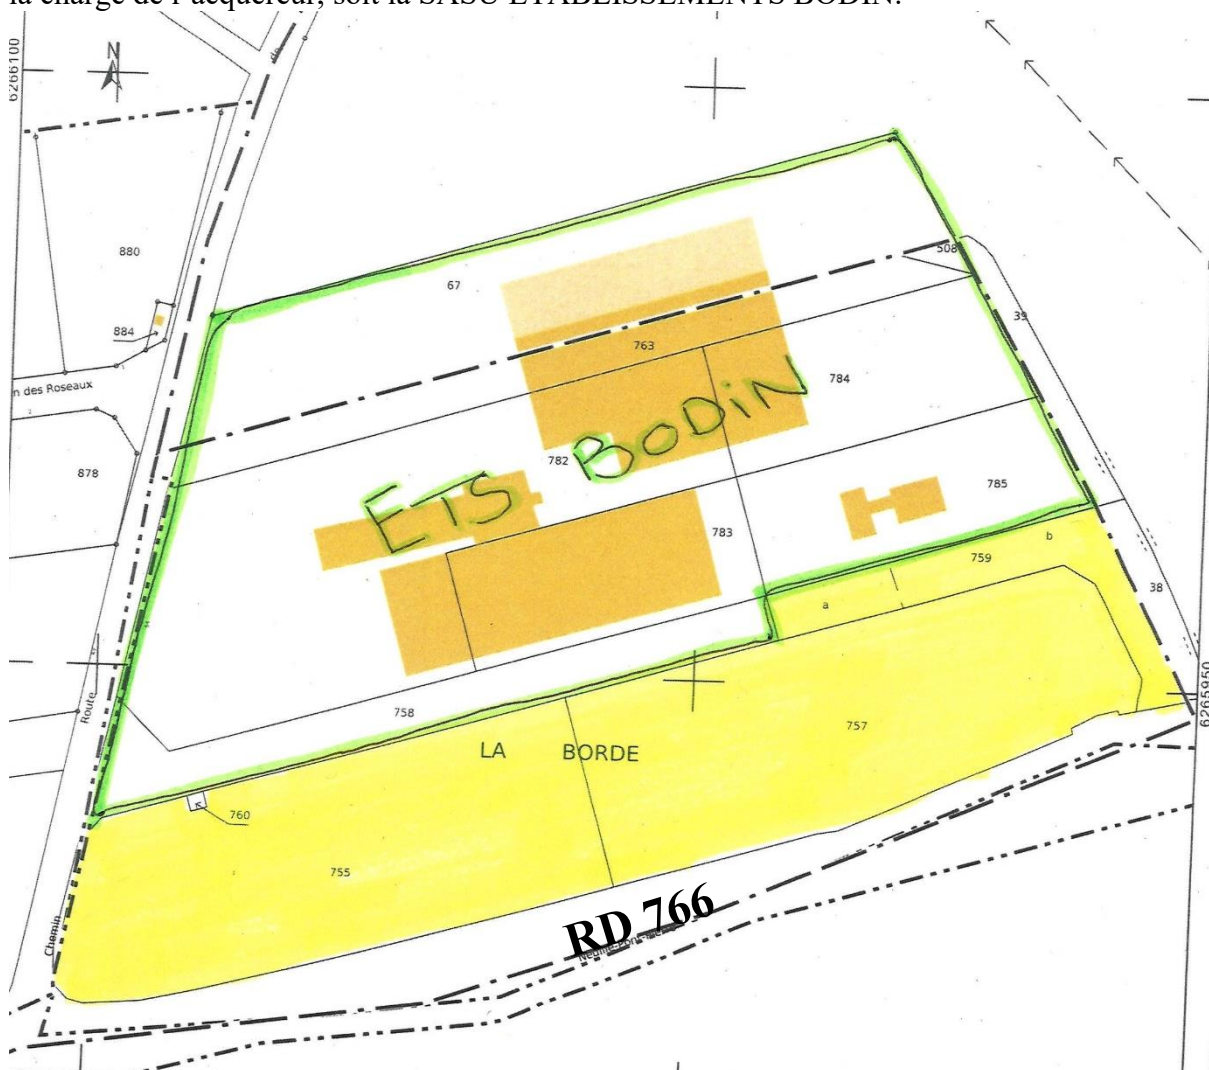 la charge de l'acquéreur, soit la SASU ETABLISSEMENTS BODIN.
6266100
N
de
880
67
508
39
884
763
n des Roseaux
784
782
ETS BODIN
878
785
783
b
759
a
38
Route
6265950
758
757
LA BORDE
760
755
RD 766
Chemin